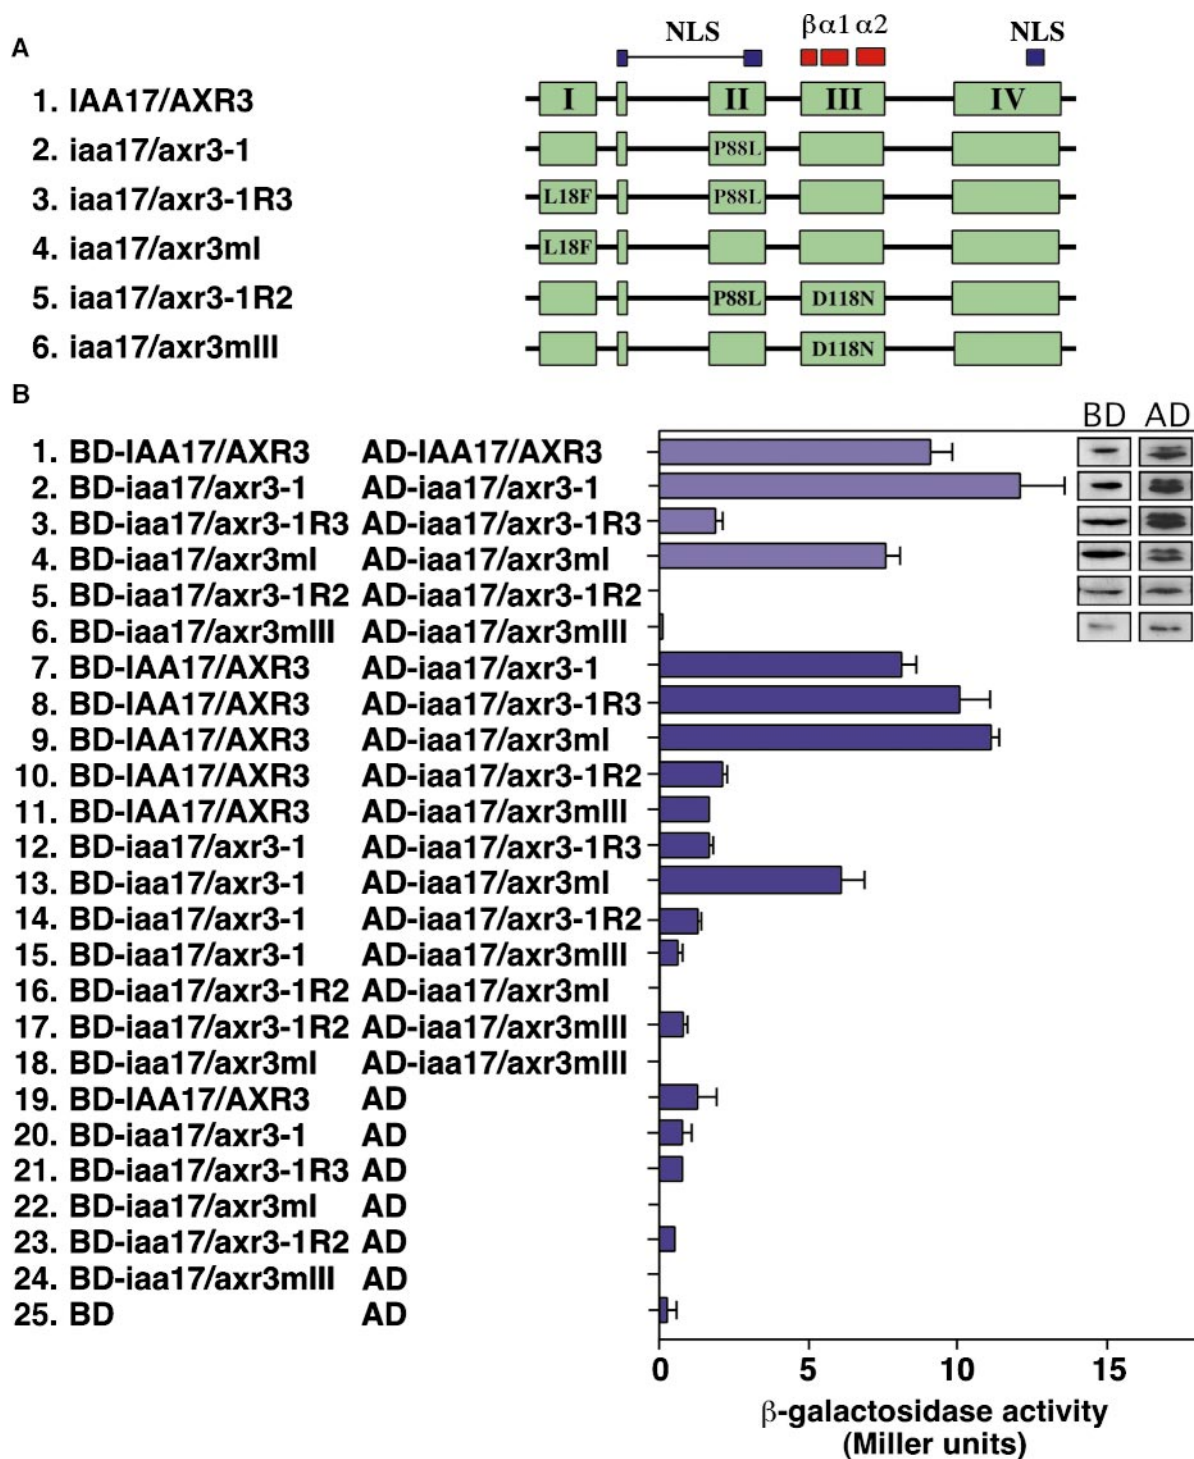 A
NLS
βα1 α2
NLS
1. IAA17/AXR3
I II III IV
2. iaa17/axr3-1
P88L
3. iaa17/axr3-1R3
L18F P88L
4. iaa17/axr3mI
L18F
5. iaa17/axr3-1R2
P88L D118N
6. iaa17/axr3mIII
D118N
B
BD AD
1. BD-IAA17/AXR3 AD-IAA17/AXR3
2. BD-iaa17/axr3-1 AD-iaa17/axr3-1
3. BD-iaa17/axr3-1R3 AD-iaa17/axr3-1R3
4. BD-iaa17/axr3mI AD-iaa17/axr3mI
5. BD-iaa17/axr3-1R2 AD-iaa17/axr3-1R2
6. BD-iaa17/axr3mIII AD-iaa17/axr3mIII
7. BD-IAA17/AXR3 AD-iaa17/axr3-1
8. BD-IAA17/AXR3 AD-iaa17/axr3-1R3
9. BD-IAA17/AXR3 AD-iaa17/axr3mI
10. BD-IAA17/AXR3 AD-iaa17/axr3-1R2
11. BD-IAA17/AXR3 AD-iaa17/axr3mIII
12. BD-iaa17/axr3-1 AD-iaa17/axr3-1R3
13. BD-iaa17/axr3-1 AD-iaa17/axr3mI
14. BD-iaa17/axr3-1 AD-iaa17/axr3-1R2
15. BD-iaa17/axr3-1 AD-iaa17/axr3mIII
16. BD-iaa17/axr3-1R2 AD-iaa17/axr3mI
17. BD-iaa17/axr3-1R2 AD-iaa17/axr3mIII
18. BD-iaa17/axr3mI AD-iaa17/axr3mIII
19. BD-IAA17/AXR3 AD
20. BD-iaa17/axr3-1 AD
21. BD-iaa17/axr3-1R3 AD
22. BD-iaa17/axr3mI AD
23. BD-iaa17/axr3-1R2 AD
24. BD-iaa17/axr3mIII AD
25. BD AD
0 5 10 15
β-galactosidase activity
(Miller units)